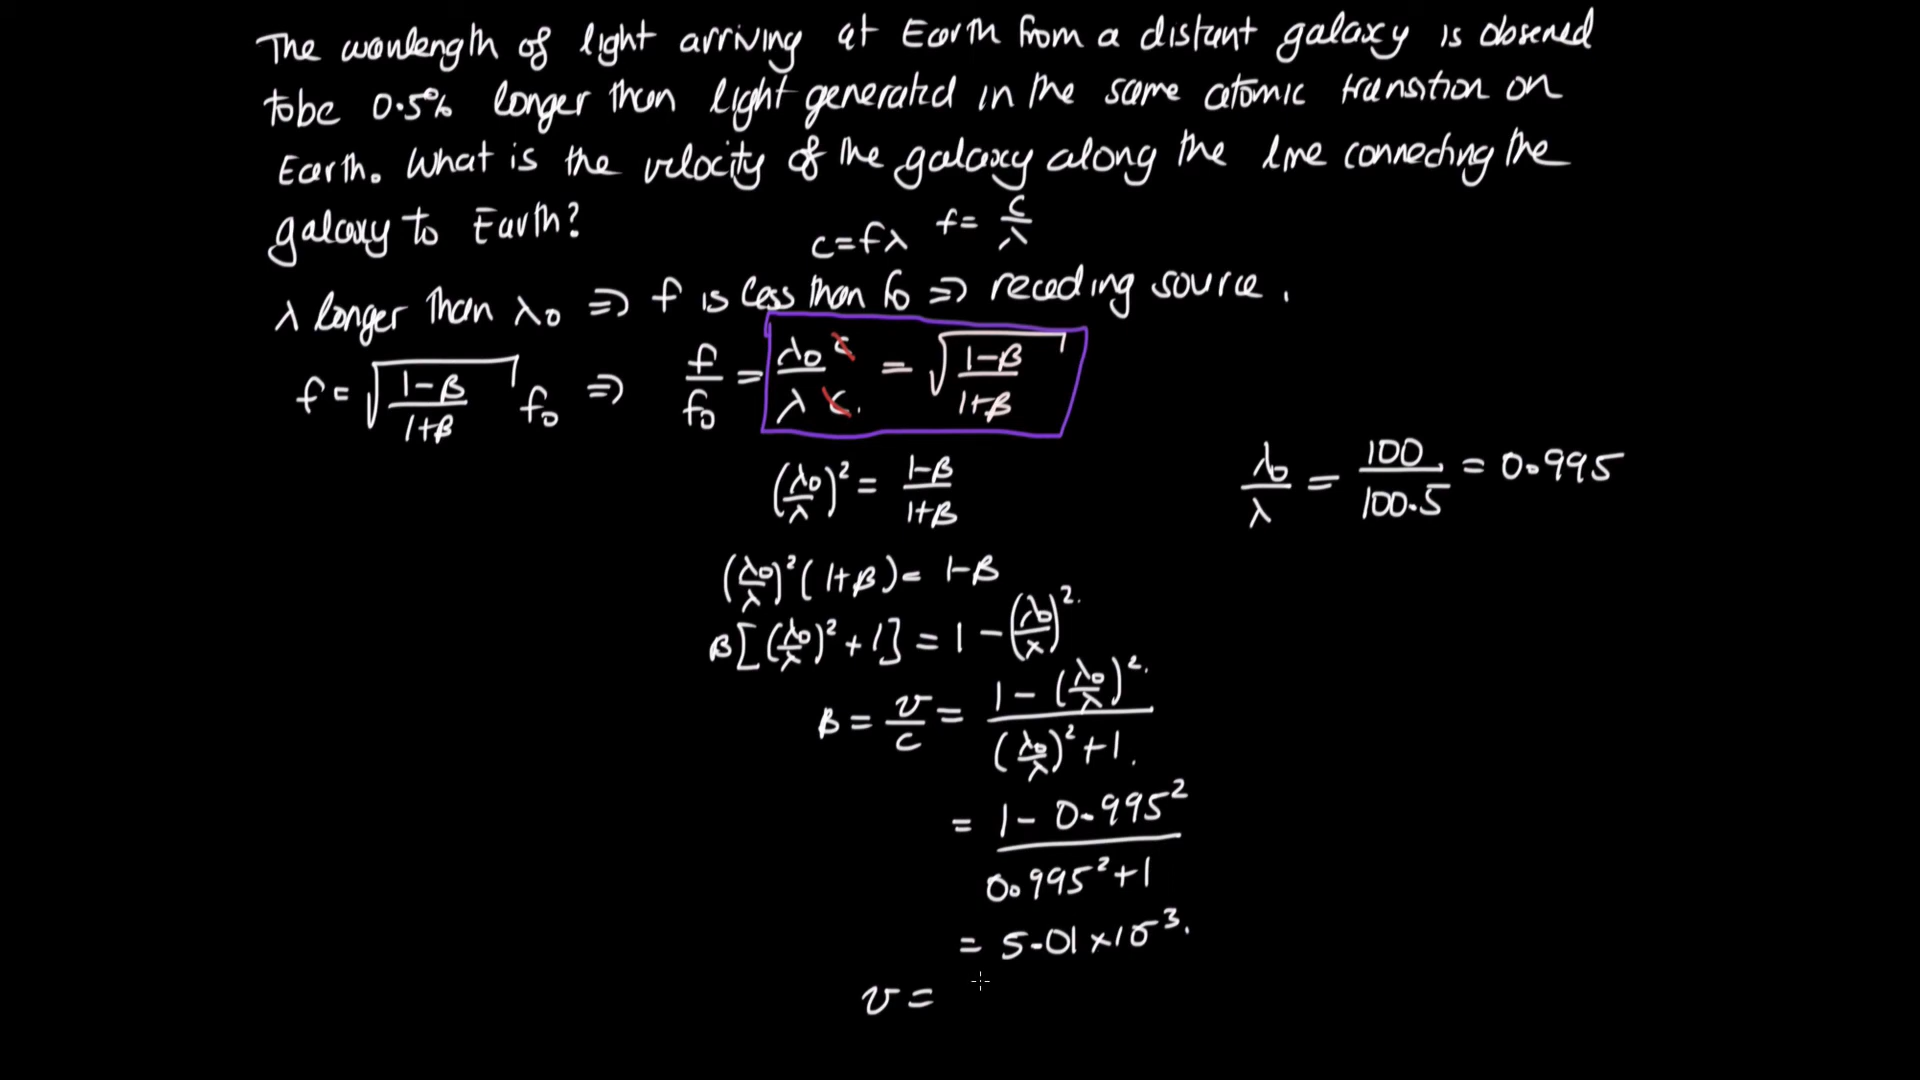 The wavelength of light arriving at Earth from a distant galaxy is observed
to be 0.5% longer than light generated in the same atomic transition on
Earth. What is the velocity of the galaxy along the line connecting the
galaxy to Earth?
c = fλ f = c/λ
λ longer than λ₀ ⇒ f is less than f₀ ⇒ receding source.
f = √((1-β)/(1+β)) f₀ ⇒ f/f₀ = λ₀ c/λ c. = √((1-β)/(1+β))
(λ₀/λ)² = (1-β)/(1+β)
λ₀/λ = 100/100.5 = 0.995
(λ₀/λ)² (1+β) = 1-β
β[(λ₀/λ)² + 1] = 1 - (λ₀/λ)².
β = v/c = (1 - (λ₀/λ)².)/((λ₀/λ)² + 1.)
= (1 - 0.995²)/(0.995² + 1)
= 5.01 × 10⁻³.
v =